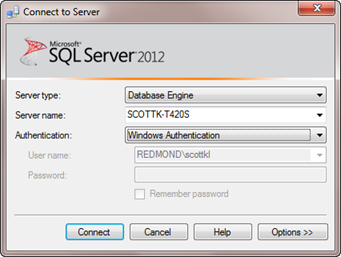 Connect to Server
Microsoft®
SQL Server® 2012
Server type: Database Engine
Server name: SCOTTK-T420S
Authentication: Windows Authentication
User name: REDMOND\scottkl
Password:
Remember password
Connect Cancel Help Options >>